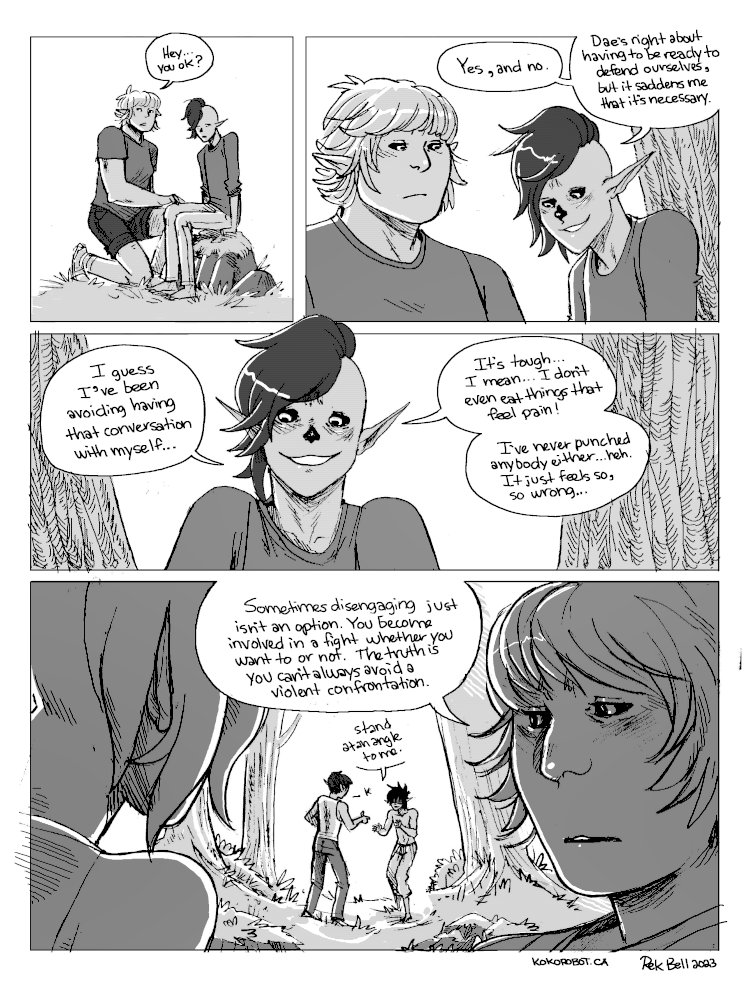 Hey...
you ok?
Yes, and no.
Dae's right about
having to be ready to
defend ourselves,
but it saddens me
that it's necessary.
I guess
I've been
avoiding having
that conversation
with myself...
It's tough...
I mean... I don't
even eat things that
feel pain!
I've never punched
anybody either...heh.
It just feels so,
so wrong...
Sometimes disengaging just
isn't an option. You become
involved in a fight whether you
want to or not. The truth is
you can't always avoid a
violent confrontation.
stand
at an angle
to me.
K
KOKOROBOT.CA
Rek Bell 2023